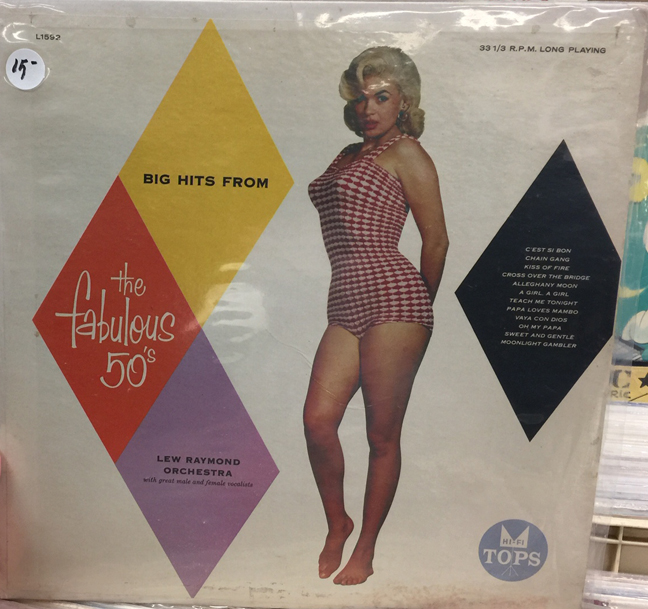 L1592
33 1/3 R.P.M. LONG PLAYING
15-
BIG HITS FROM
the
fabulous
50's
LEW RAYMOND
ORCHESTRA
with great male and female vocalists
C'EST SI BON
CHAIN GANG
KISS OF FIRE
CROSS OVER THE BRIDGE
ALLEGHANY MOON
A GIRL, A GIRL
TEACH ME TONIGHT
PAPA LOVES MAMBO
VAYA CON DIOS
OH MY PAPA
SWEET AND GENTLE
MOONLIGHT GAMBLER
HI-FI
TOPS